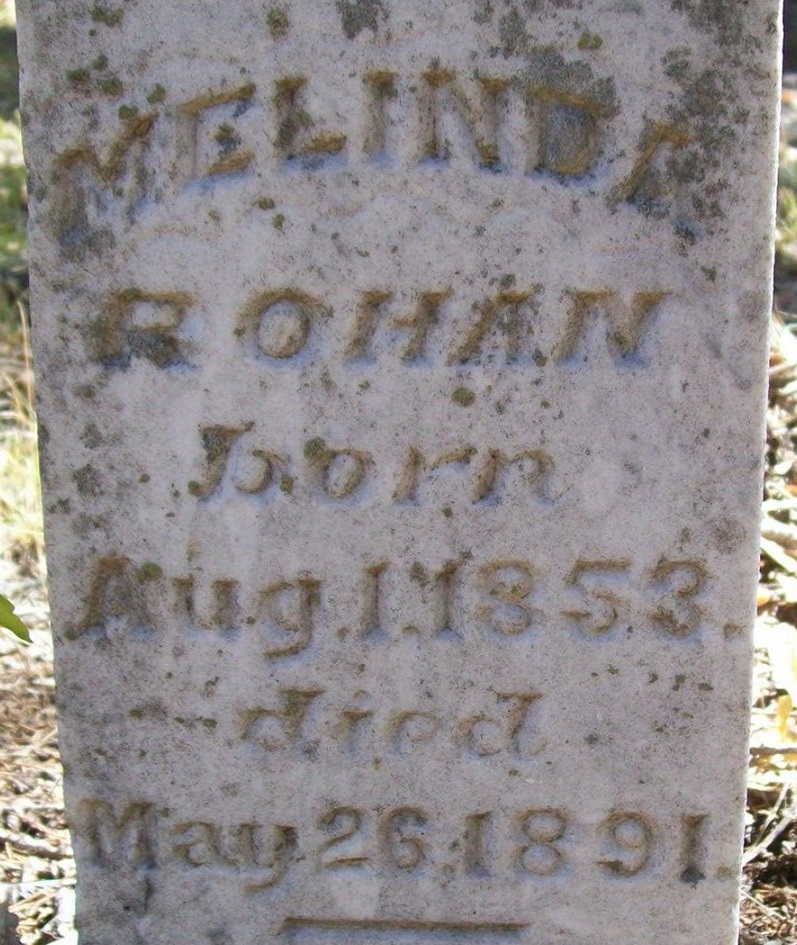 MELINDA
ROHAN
born
Aug.1.1853.
died
May 26.1891.